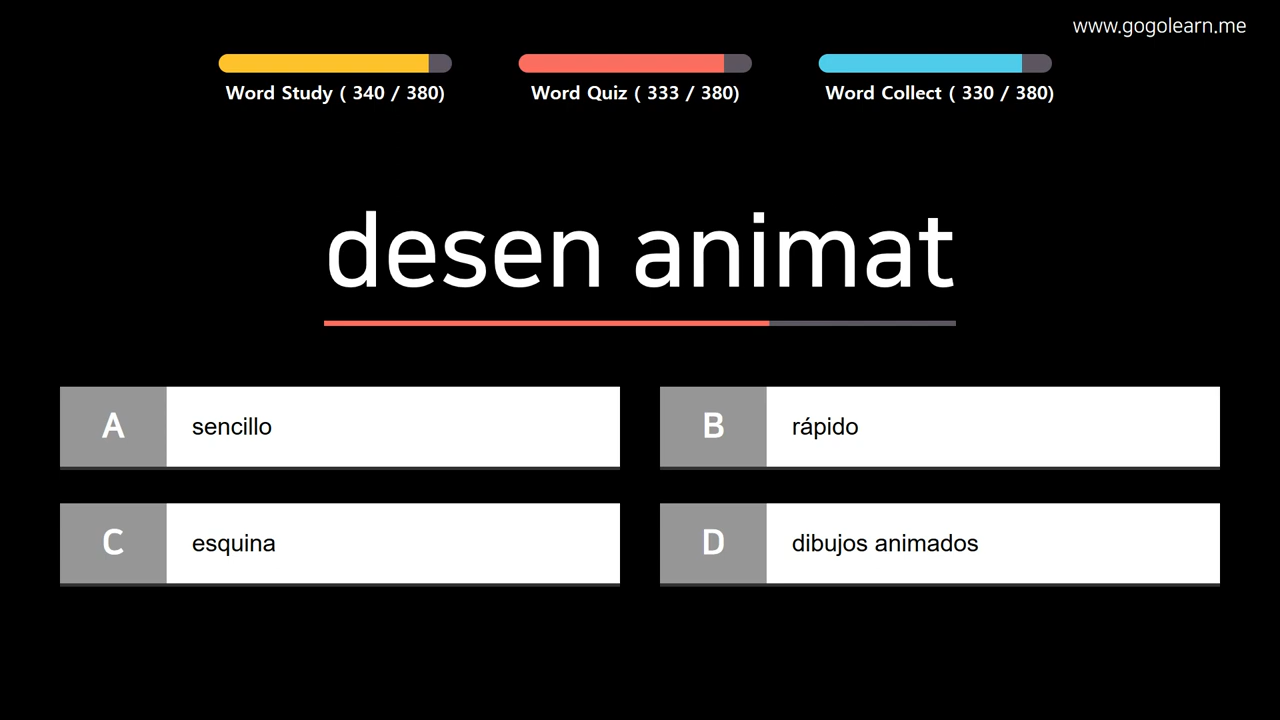 www.gogolearn.me
Word Study ( 340 / 380)
Word Quiz ( 333 / 380)
Word Collect ( 330 / 380)
desen animat
A
sencillo
B
rápido
C
esquina
D
dibujos animados